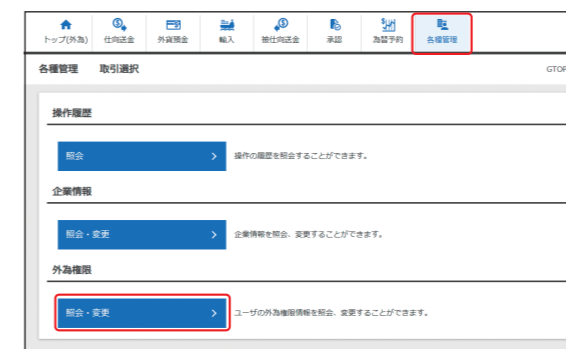 トップ(外為) 仕向送金 外貨預金 輸入 被仕向送金 承認 為替予約 各種管理
各種管理 取引選択 GTOP
操作履歴
照会 操作の履歴を照会することができます。
企業情報
照会・変更 企業情報を照会、変更することができます。
外為権限
照会・変更 ユーザの外為権限情報を照会、変更することができます。